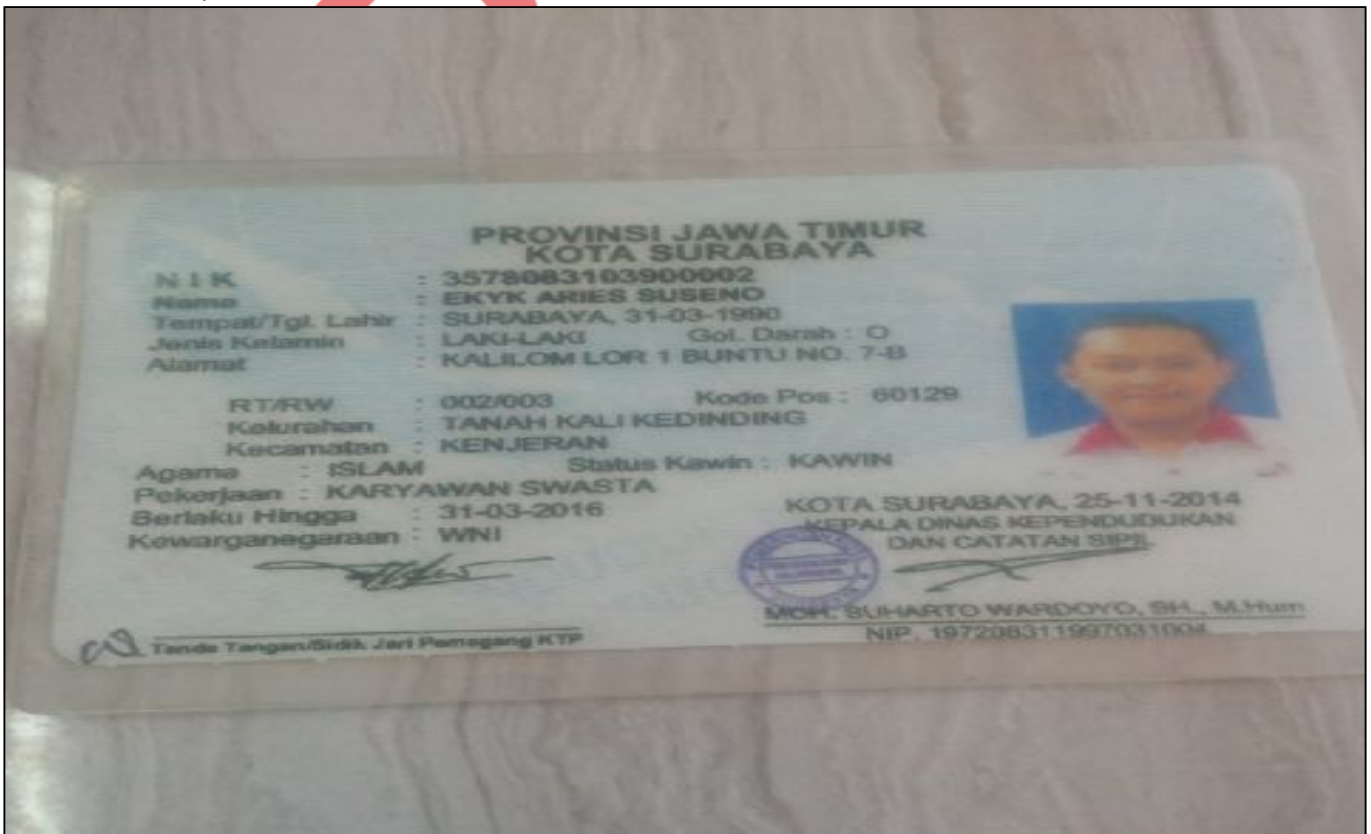 PROVINSI JAWA TIMUR
KOTA SURABAYA
NIK : 3578083103900002
Nama : EKYK ARIES SUSENO
Tempat/Tgl. Lahir : SURABAYA, 31-03-1990
Jenis Kelamin : LAKI-LAKI Gol. Darah : O
Alamat : KALILOM LOR 1 BUNTU NO. 7-B
RT/RW : 002/003 Kode Pos : 60129
Kelurahan : TANAH KALI KEDINDING
Kecamatan : KENJERAN
Agama : ISLAM Status Kawin : KAWIN
Pekerjaan : KARYAWAN SWASTA
Berlaku Hingga : 31-03-2016
Kewarganegaraan : WNI
KOTA SURABAYA, 25-11-2014
KEPALA DINAS KEPENDUDUKAN
DAN CATATAN SIPIL
MOH. SUHARTO WARDOYO, SH., M.Hum
NIP. 197208311997031004
Tanda Tangan/Sidik Jari Pemegang KTP